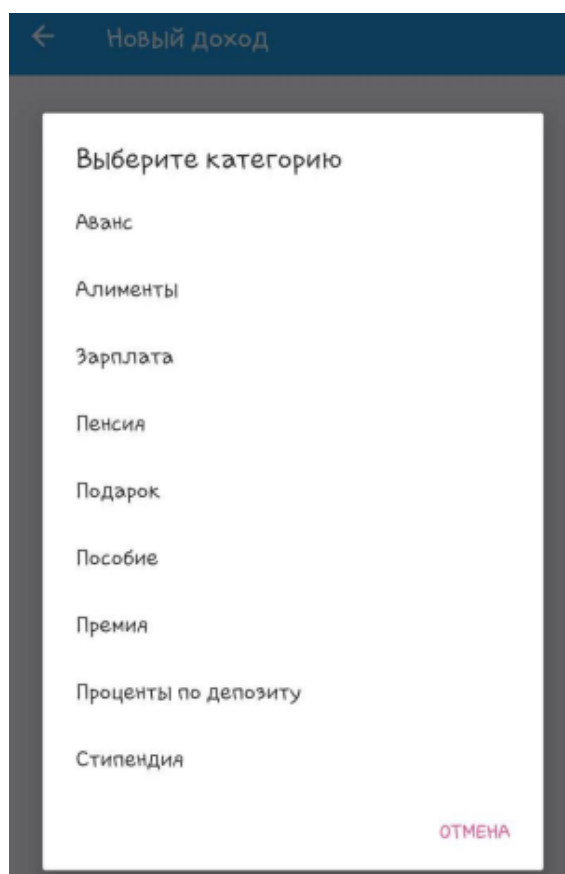 Новый доход
Выберите категорию
Аванс
Алименты
Зарплата
Пенсия
Подарок
Пособие
Премия
Проценты по депозиту
Стипендия
ОТМЕНА